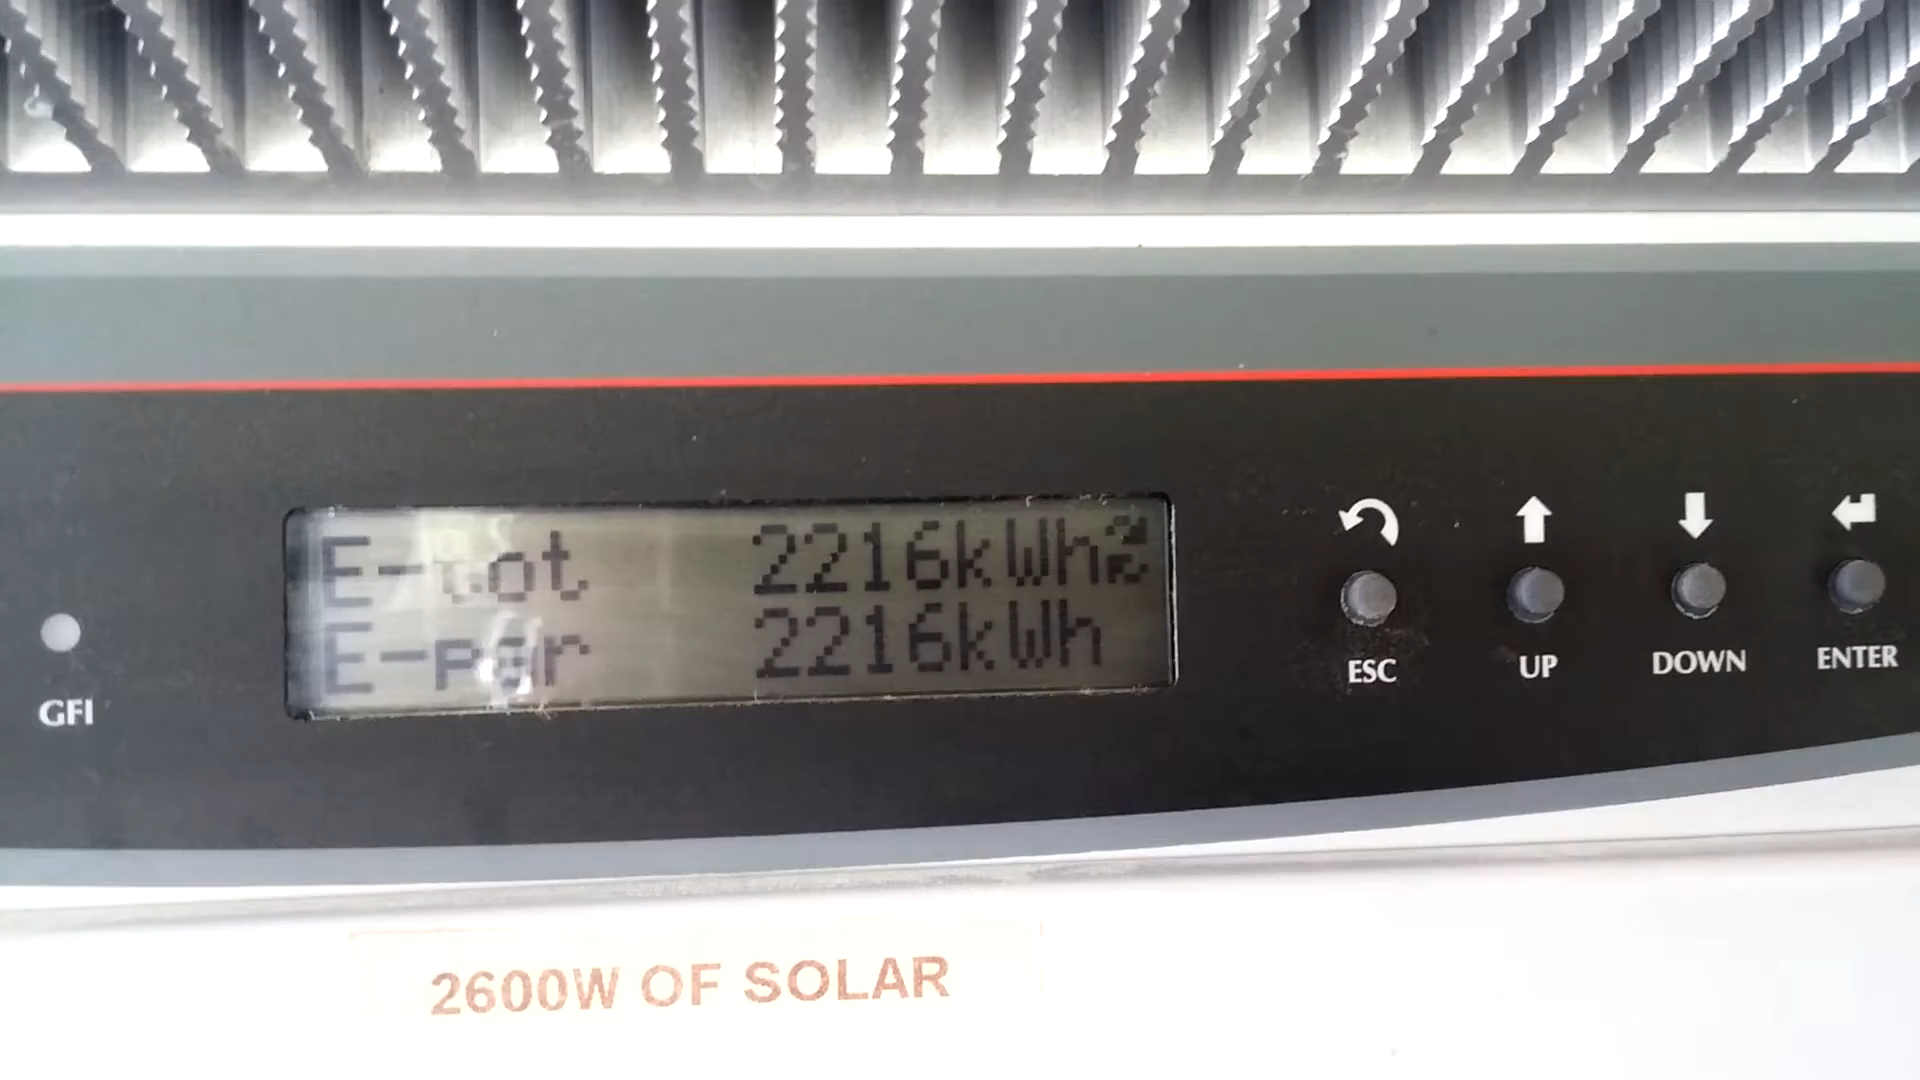 E-tot 2216kWh
E-par 2216kWh
GFI
ESC UP DOWN ENTER
2600W OF SOLAR